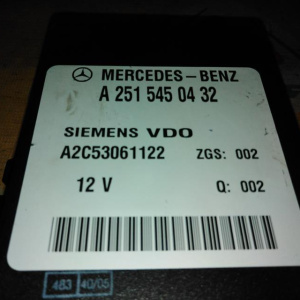 MERCEDES-BENZ
A 251 545 04 32
SIEMENS VDO
A2C53061122 ZGS: 002
12 V Q: 002
483 40/05